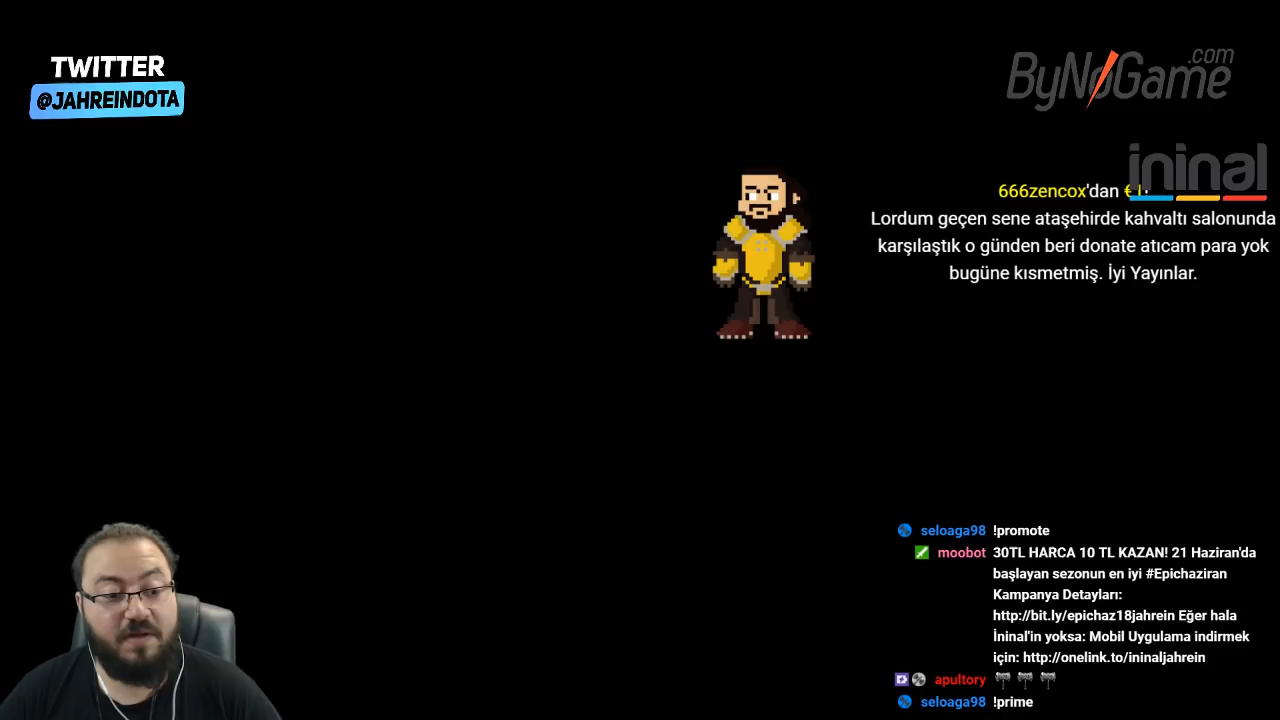 TWITTER
@JAHREINDOTA
ByNoGame.com
ininal
666zencox'dan
Lordum geçen sene ataşehirde kahvaltı salonunda
karşılaştık o günden beri donate atıcam para yok
bugüne kısmetmiş. İyi Yayınlar.
seloaga98 !promote
moobot 30TL HARCA 10 TL KAZAN! 21 Haziran'da
başlayan sezonun en iyi #Epichaziran
Kampanya Detayları:
http://bit.ly/epichaz18jahrein Eğer hala
İninal'in yoksa: Mobil Uygulama indirmek
için: http://onelink.to/ininaljahrein
apultory
seloaga98 !prime